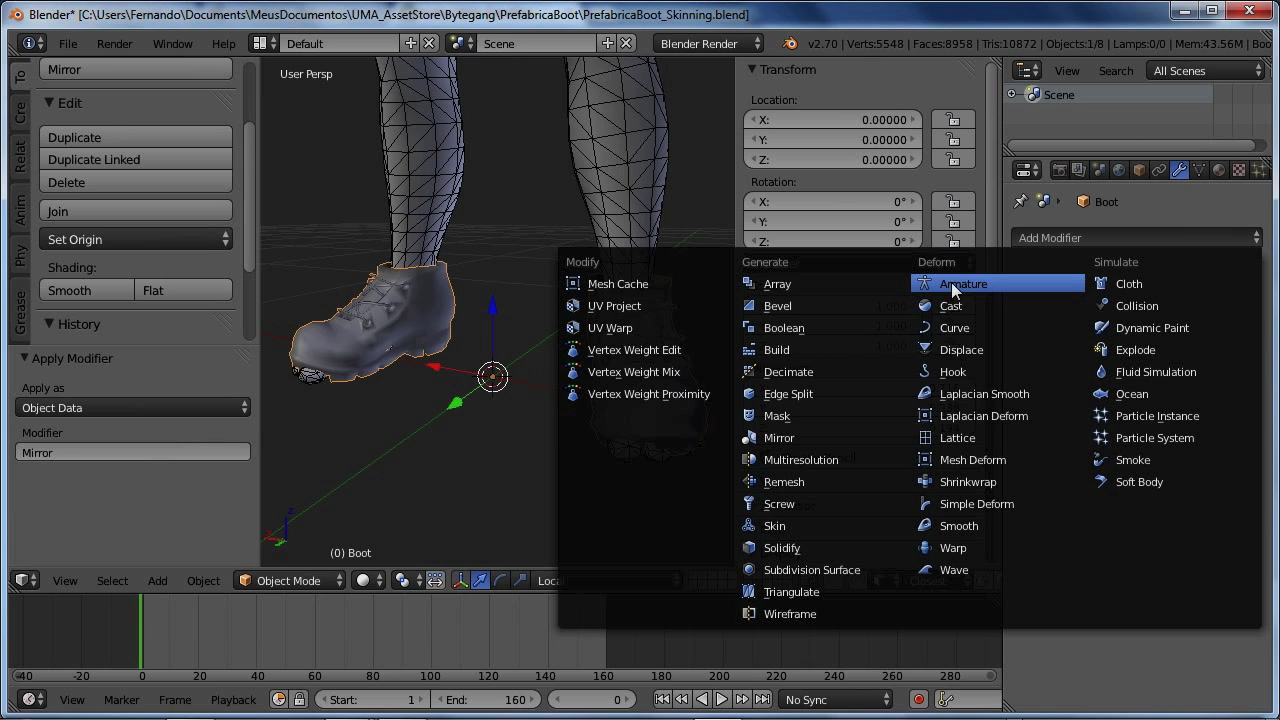 Blender* [C:\Users\Fernando\Documents\MeusDocumentos\UMA_AssetStore\Bytegang\PrefabricaBoot\PrefabricaBoot_Skinning.blend]
File Render Window Help Default Scene Blender Render v2.70 | Verts:5548 | Faces:8958 | Tris:10872 | Objects:1/8 | Lamps:0/0 | Mem:43.56M | Boo
To
Cre
Relat
Anim
Phy
Grease
Mirror
Edit
Duplicate
Duplicate Linked
Delete
Join
Set Origin
Shading:
Smooth Flat
History
Apply Modifier
Apply as
Object Data
Modifier
Mirror
User Persp
(0) Boot
z
Transform
Location:
X: 0.00000
Y: 0.00000
Z: 0.00000
Rotation:
X: 0°
Y: 0°
Z: 0°
View Search All Scenes
Scene
Boot
Add Modifier
Modify
Mesh Cache
UV Project
UV Warp
Vertex Weight Edit
Vertex Weight Mix
Vertex Weight Proximity
Generate
Array
Bevel
Boolean
Build
Decimate
Edge Split
Mask
Mirror
Multiresolution
Remesh
Screw
Skin
Solidify
Subdivision Surface
Triangulate
Wireframe
Deform
Armature
Cast
Curve
Displace
Hook
Laplacian Smooth
Laplacian Deform
Lattice
Mesh Deform
Shrinkwrap
Simple Deform
Smooth
Warp
Wave
Simulate
Cloth
Collision
Dynamic Paint
Explode
Fluid Simulation
Ocean
Particle Instance
Particle System
Smoke
Soft Body
View Select Add Object Object Mode Local Closest
-40 -20 0 20 40 60 80 100 120 140 160 180 200 220 240 260 280
View Marker Frame Playback Start: 1 End: 160 0 No Sync